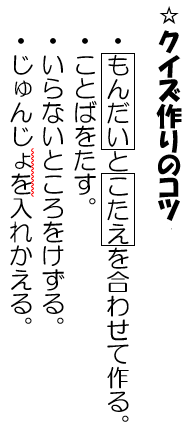 ☆クイズ作りのコツ
・もんだいとこたえを合わせて作る。
・ことばをたす。
・いらないところをけずる。
・じゅんじょを入れかえる。